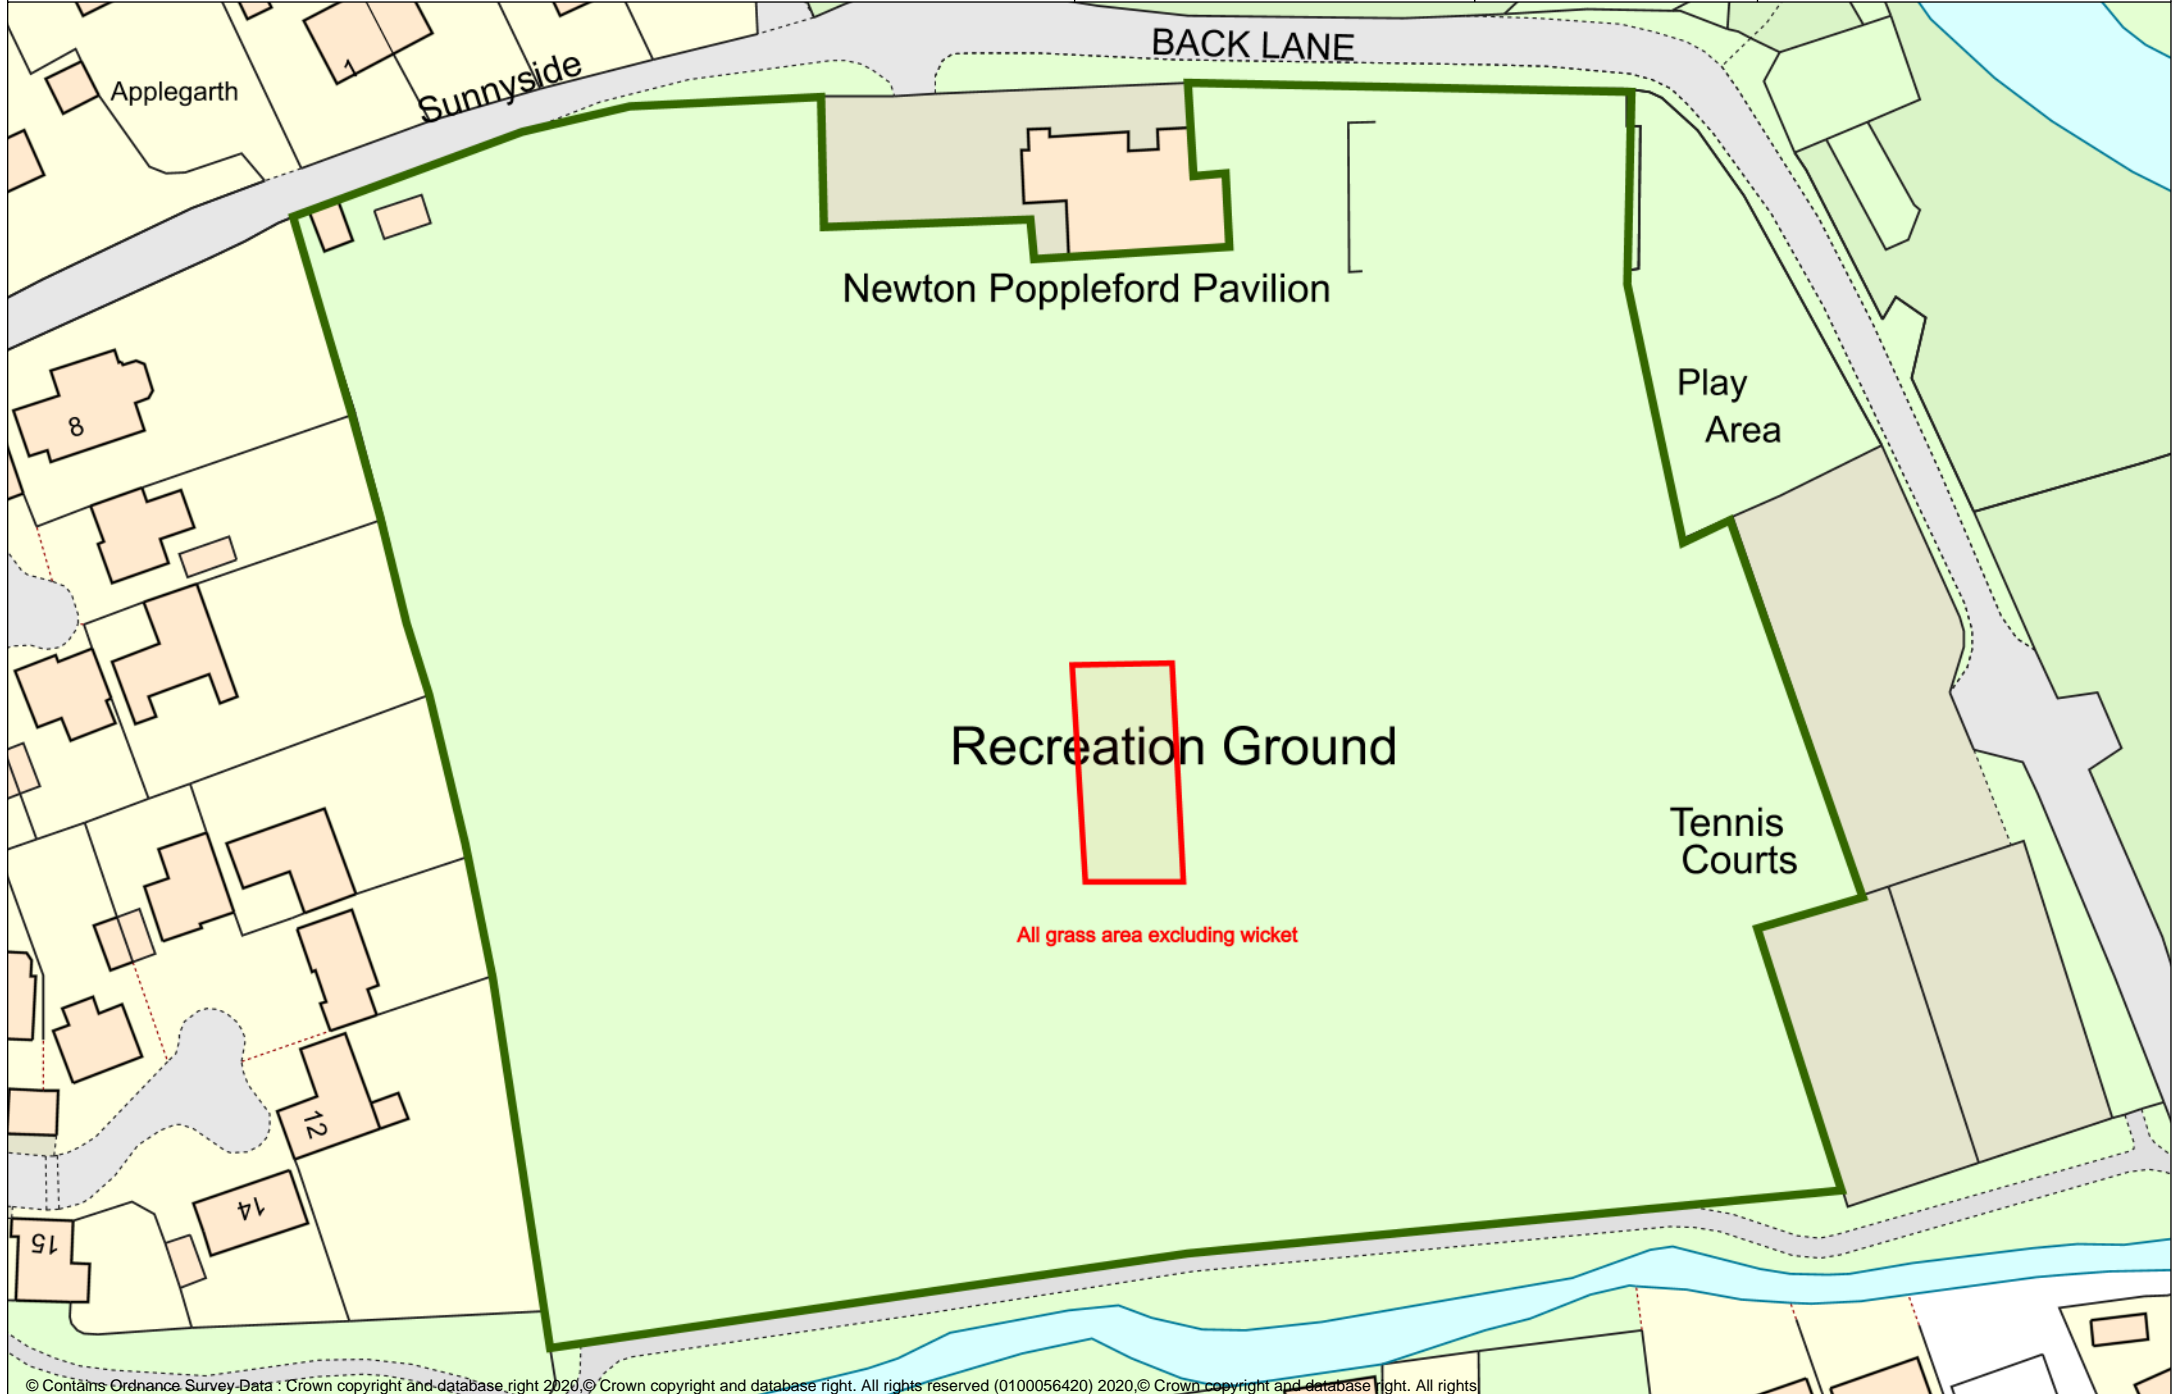 BACK LANE
Sunnyside
Applegarth
1
Newton Poppleford Pavilion
Play
Area
8
Recreation Ground
Tennis
Courts
All grass area excluding wicket
12
14
15
© Contains Ordnance Survey Data : Crown copyright and database right 2020,© Crown copyright and database right. All rights reserved (0100056420) 2020,© Crown copyright and database right. All rights